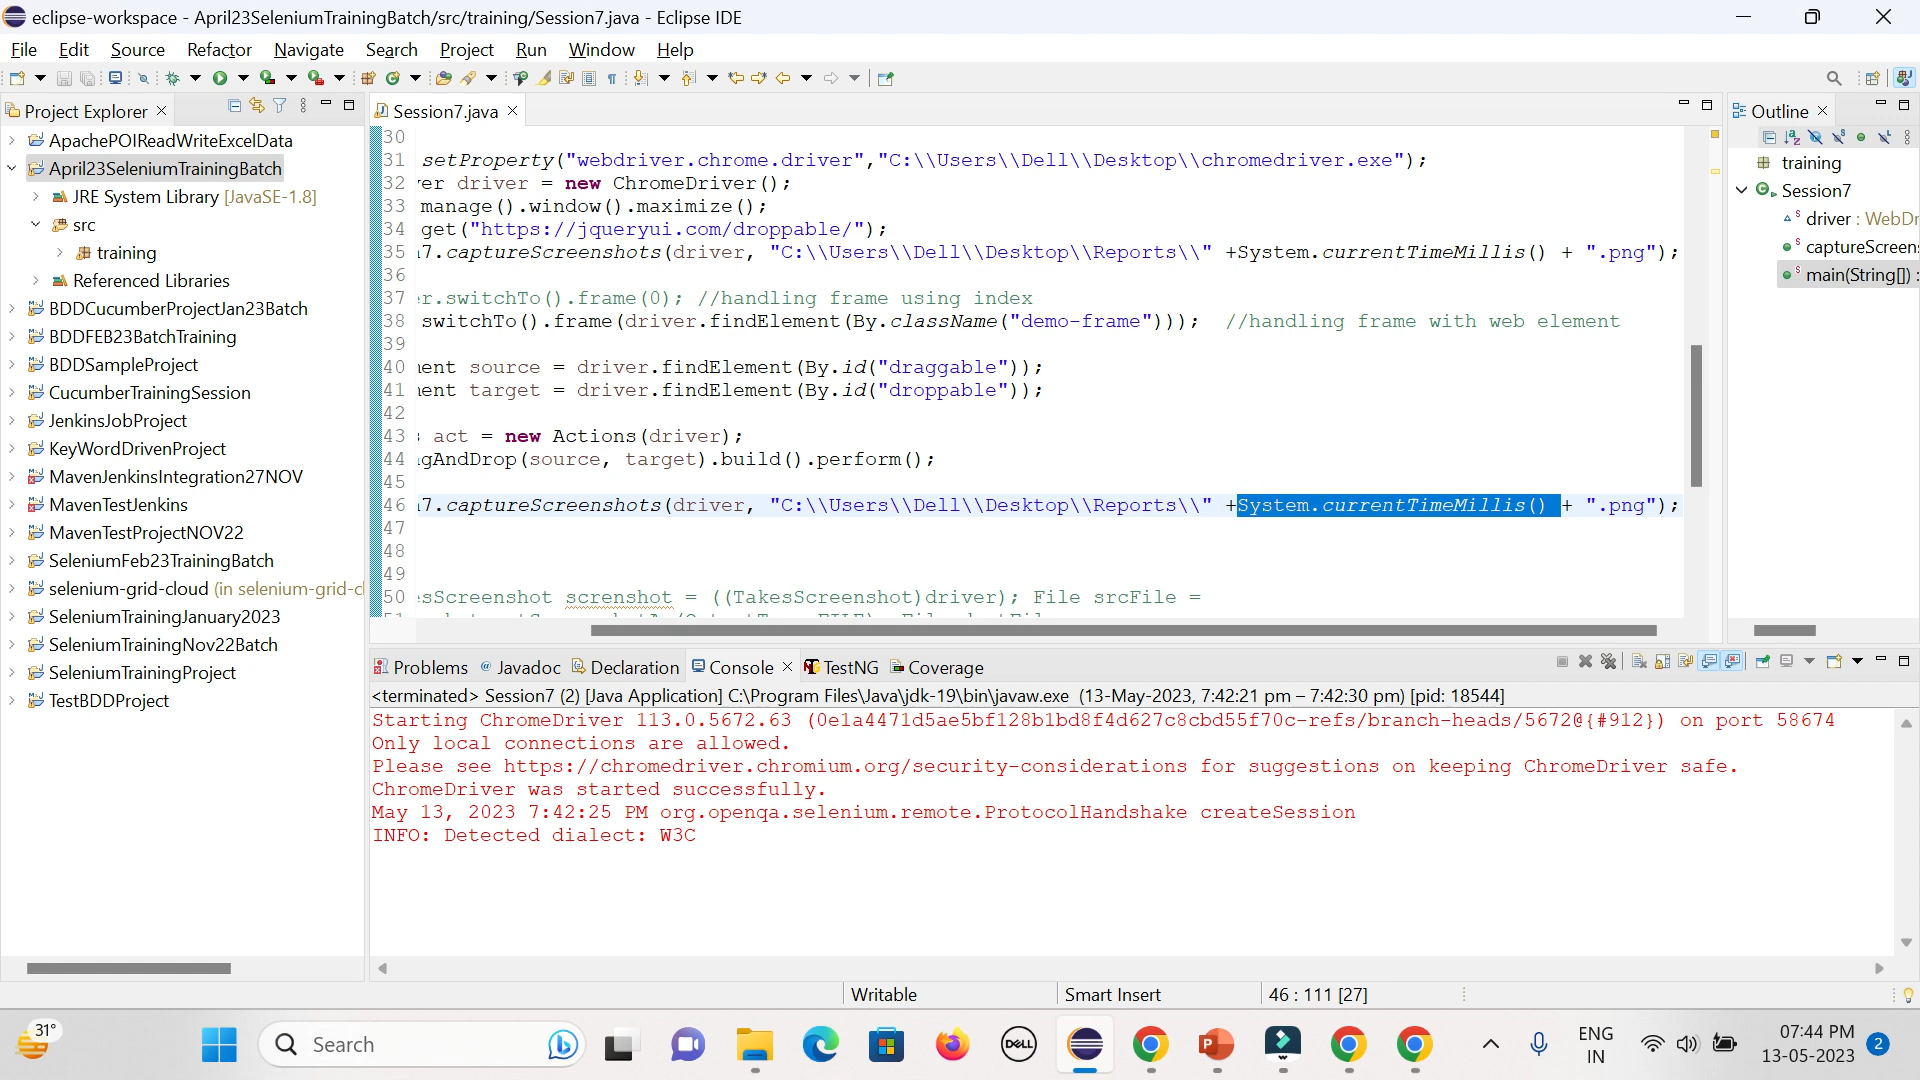 eclipse-workspace - April23SeleniumTrainingBatch/src/training/Session7.java - Eclipse IDE
File Edit Source Refactor Navigate Search Project Run Window Help
Project Explorer
ApachePOIReadWriteExcelData
April23SeleniumTrainingBatch
JRE System Library [JavaSE-1.8]
src
training
Referenced Libraries
BDDCucumberProjectJan23Batch
BDDFEB23BatchTraining
BDDSampleProject
CucumberTrainingSession
JenkinsJobProject
KeyWordDrivenProject
MavenJenkinsIntegration27NOV
MavenTestJenkins
MavenTestProjectNOV22
SeleniumFeb23TrainingBatch
selenium-grid-cloud (in selenium-grid-cl
SeleniumTrainingJanuary2023
SeleniumTrainingNov22Batch
SeleniumTrainingProject
TestBDDProject
Session7.java
30
31 setProperty("webdriver.chrome.driver","C:\\Users\\Dell\\Desktop\\chromedriver.exe");
32 er driver = new ChromeDriver();
33 manage().window().maximize();
34 get("https://jqueryui.com/droppable/");
35 7.captureScreenshots(driver, "C:\\Users\\Dell\\Desktop\\Reports\\" +System.currentTimeMillis() + ".png");
36
37 r.switchTo().frame(0); //handling frame using index
38 switchTo().frame(driver.findElement(By.className("demo-frame"))); //handling frame with web element
39
40 ent source = driver.findElement(By.id("draggable"));
41 ent target = driver.findElement(By.id("droppable"));
42
43 act = new Actions(driver);
44 gAndDrop(source, target).build().perform();
45
46 7.captureScreenshots(driver, "C:\\Users\\Dell\\Desktop\\Reports\\" +System.currentTimeMillis() + ".png");
47
48
49
50 sScreenshot screnshot = ((TakesScreenshot)driver); File srcFile =
Outline
training
Session7
driver : WebDr
captureScreens
main(String[]) :
Problems Javadoc Declaration Console TestNG Coverage
<terminated> Session7 (2) [Java Application] C:\Program Files\Java\jdk-19\bin\javaw.exe (13-May-2023, 7:42:21 pm – 7:42:30 pm) [pid: 18544]
Starting ChromeDriver 113.0.5672.63 (0e1a4471d5ae5bf128b1bd8f4d627c8cbd55f70c-refs/branch-heads/5672@{#912}) on port 58674
Only local connections are allowed.
Please see https://chromedriver.chromium.org/security-considerations for suggestions on keeping ChromeDriver safe.
ChromeDriver was started successfully.
May 13, 2023 7:42:25 PM org.openqa.selenium.remote.ProtocolHandshake createSession
INFO: Detected dialect: W3C
Writable Smart Insert 46 : 111 [27]
31°
Search
DELL
ENG
IN
07:44 PM
13-05-2023
2